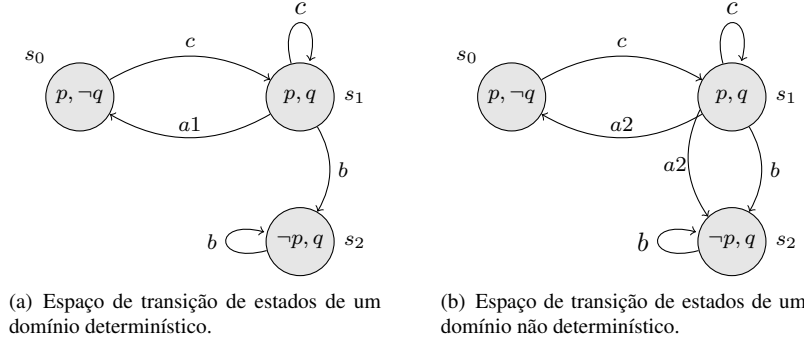 c c
s0 c s0 c
p, ¬q p, q s1 p, ¬q p, q s1
a1 a2
b a2 b
b ¬p, q s2 b ¬p, q s2
(a) Espaço de transição de estados de um
domínio determinístico.
(b) Espaço de transição de estados de um
domínio não determinístico.